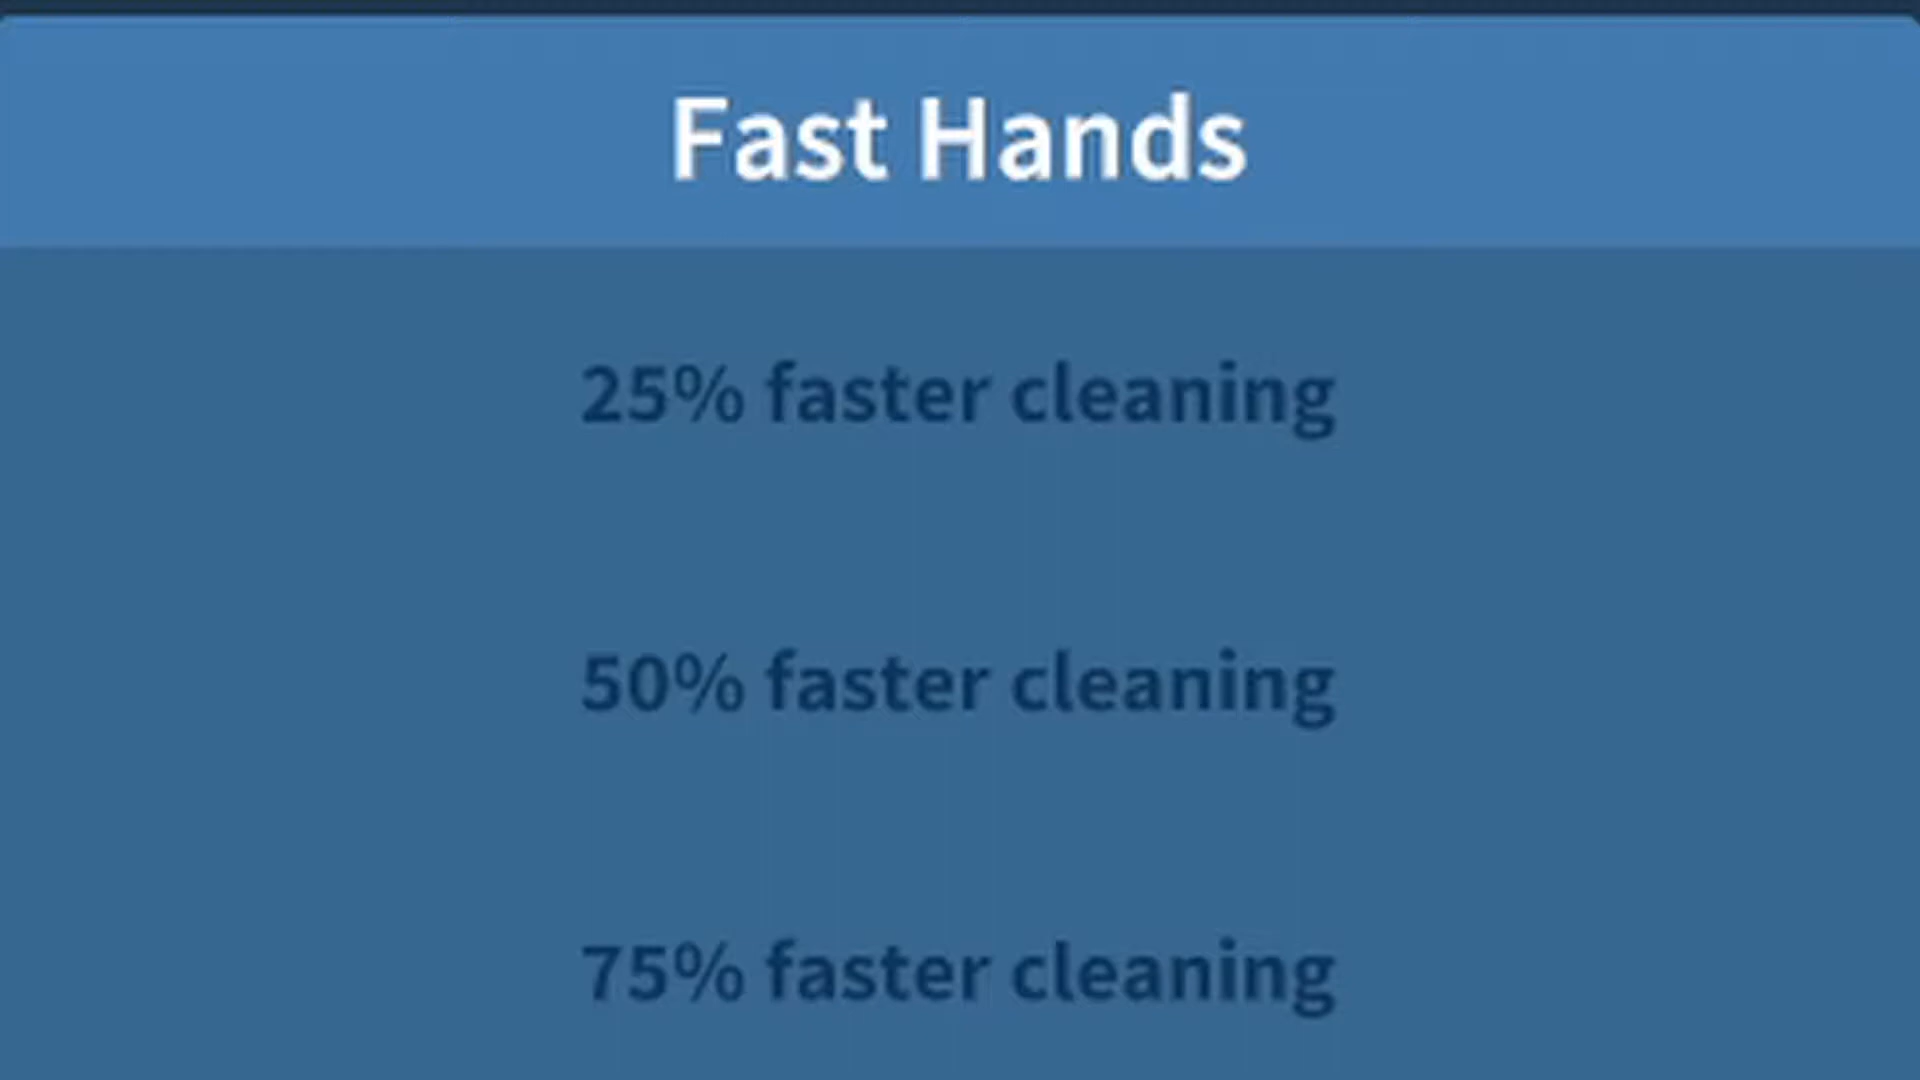 Fast Hands
25% faster cleaning
50% faster cleaning
75% faster cleaning